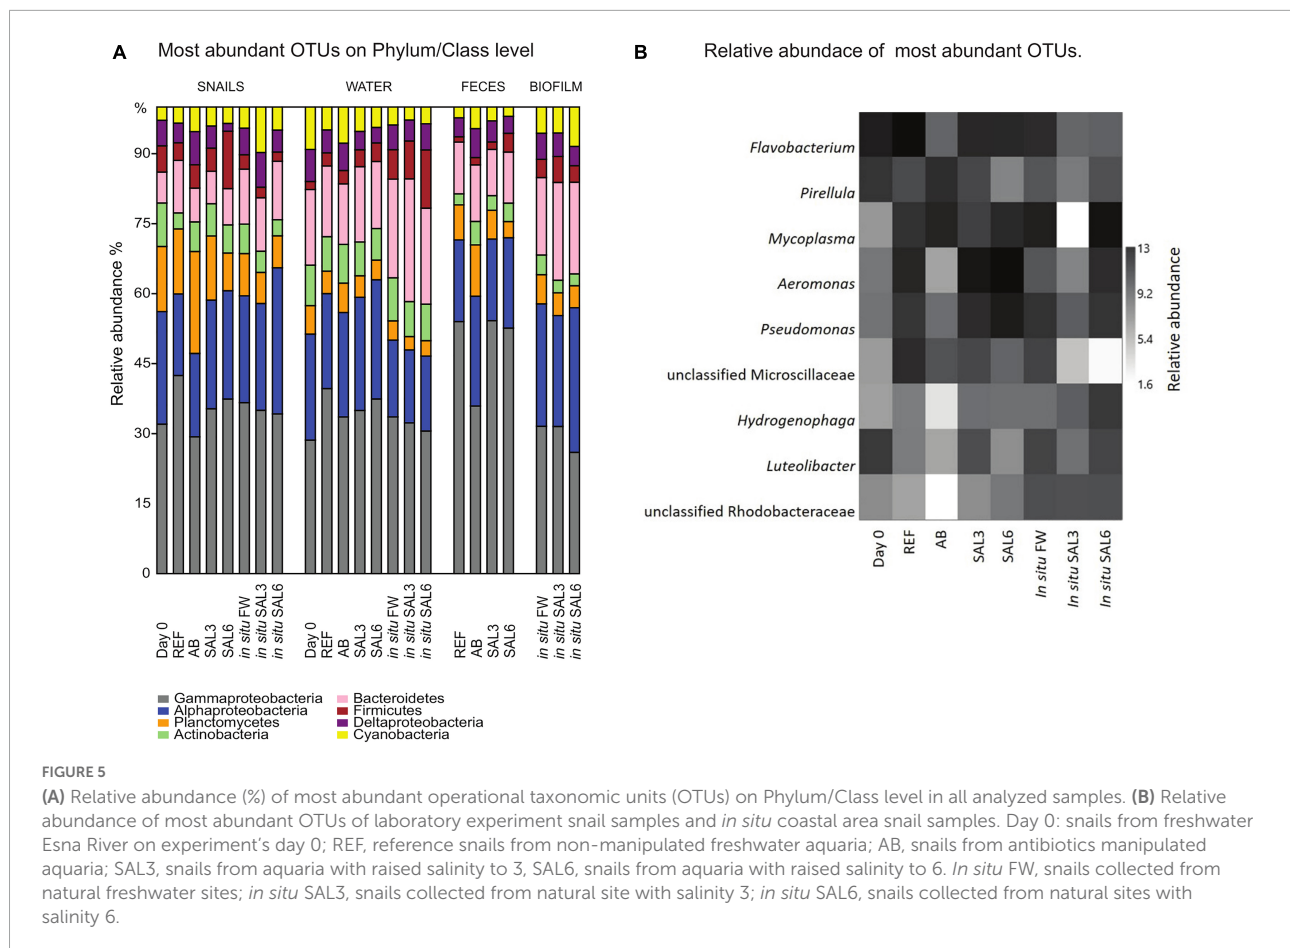 A Most abundant OTUs on Phylum/Class level
SNAILS WATER FECES BIOFILM
%
90
75
60
45
30
15
0
Relative abundance %
Day 0
REF
AB
SAL3
SAL6
in situ FW
in situ SAL3
in situ SAL6
Day 0
REF
AB
SAL3
SAL6
in situ FW
in situ SAL3
in situ SAL6
REF
AB
SAL3
SAL6
in situ FW
in situ SAL3
in situ SAL6
Gammaproteobacteria
Alphaproteobacteria
Planctomycetes
Actinobacteria
Bacteroidetes
Firmicutes
Deltaproteobacteria
Cyanobacteria
B Relative abundace of most abundant OTUs.
Flavobacterium
Pirellula
Mycoplasma
Aeromonas
Pseudomonas
unclassified Microscillaceae
Hydrogenophaga
Luteolibacter
unclassified Rhodobacteraceae
Day 0
REF
AB
SAL3
SAL6
In situ FW
In situ SAL3
In situ SAL6
13
9.2
5.4
1.6
Relative abundance
FIGURE 5
(A) Relative abundance (%) of most abundant operational taxonomic units (OTUs) on Phylum/Class level in all analyzed samples. (B) Relative
abundance of most abundant OTUs of laboratory experiment snail samples and in situ coastal area snail samples. Day 0: snails from freshwater
Esna River on experiment's day 0; REF, reference snails from non-manipulated freshwater aquaria; AB, snails from antibiotics manipulated
aquaria; SAL3, snails from aquaria with raised salinity to 3, SAL6, snails from aquaria with raised salinity to 6. In situ FW, snails collected from
natural freshwater sites; in situ SAL3, snails collected from natural site with salinity 3; in situ SAL6, snails collected from natural sites with
salinity 6.